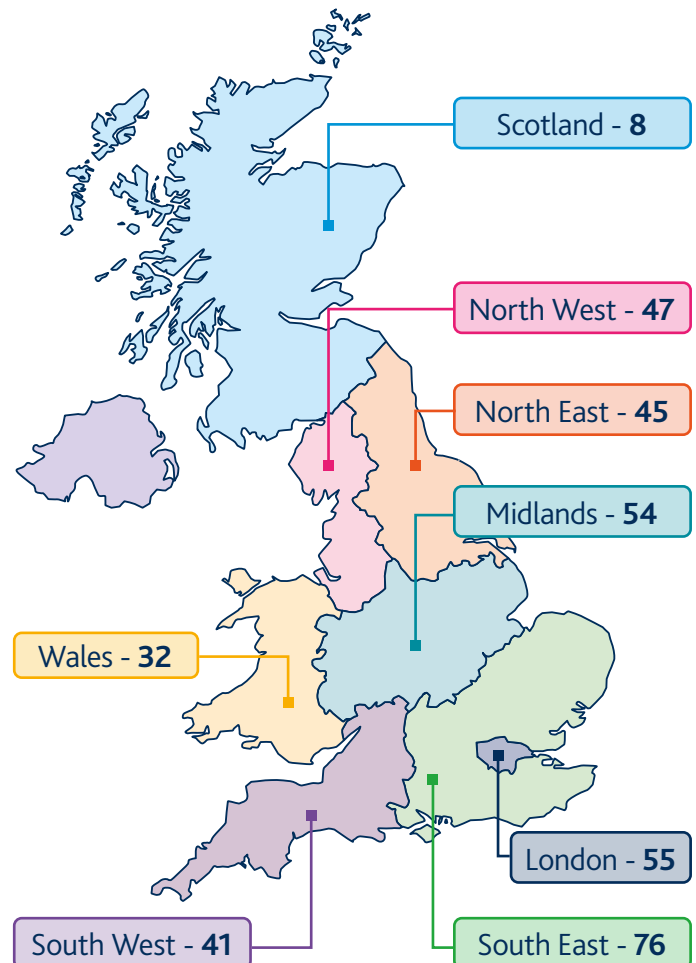 Scotland - 8
North West - 47
North East - 45
Midlands - 54
Wales - 32
London - 55
South West - 41
South East - 76